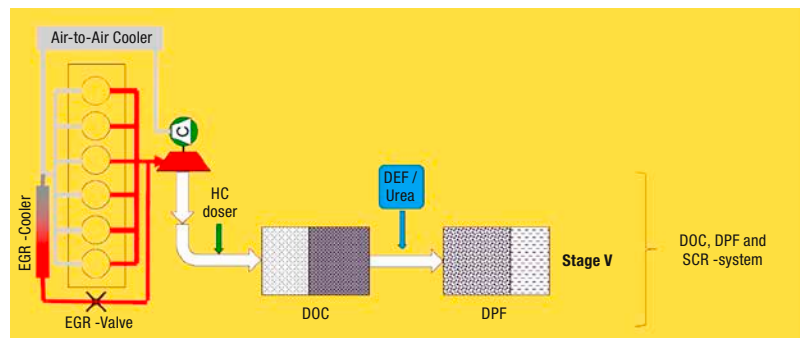 Air-to-Air Cooler
C
EGR -Cooler
HC
doser
DEF /
Urea
Stage V
DOC, DPF and
SCR -system
DOC
DPF
EGR -Valve